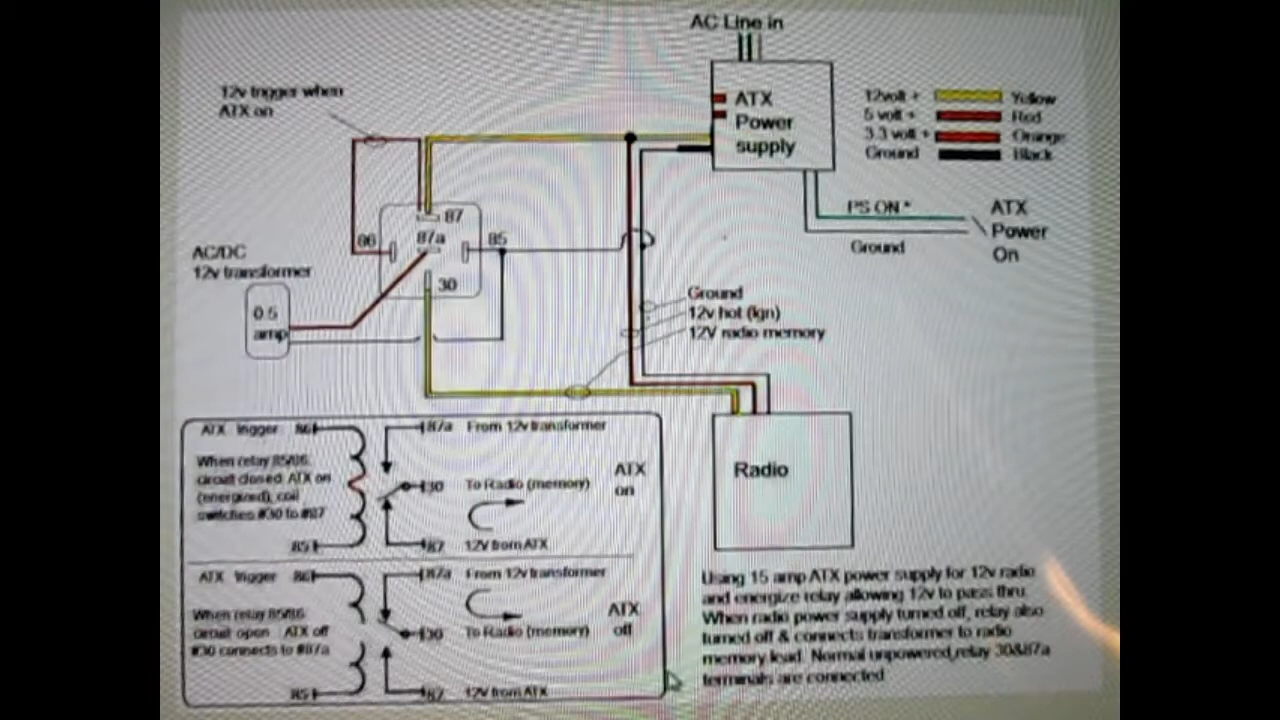 AC Line in
12v trigger when
ATX on
ATX
Power
supply
12volt + Yellow
5 volt + Red
3.3 volt + Orange
Ground Black
PS ON *
Ground
ATX
Power
On
87
86
87a
85
30
AC/DC
12v transformer
0.5
amp
Ground
12v hot (Ign)
12V radio memory
Radio
ATX trigger 86
87a From 12v transformer
When relay 85/86
circuit closed ATX on
(energized), coil
switches #30 to #87
30 To Radio (memory)
ATX
on
85
87 12V from ATX
ATX trigger 86
87a From 12v transformer
When relay 85/86
circuit open ATX off
#30 connects to #87a
30 To Radio (memory)
ATX
off
85
87 12V from ATX
Using 15 amp ATX power supply for 12v radio
and energize relay allowing 12v to pass thru.
When radio power supply turned off, relay also
turned off & connects transformer to radio
memory lead. Normal unpowered,relay 30&87a
terminals are connected